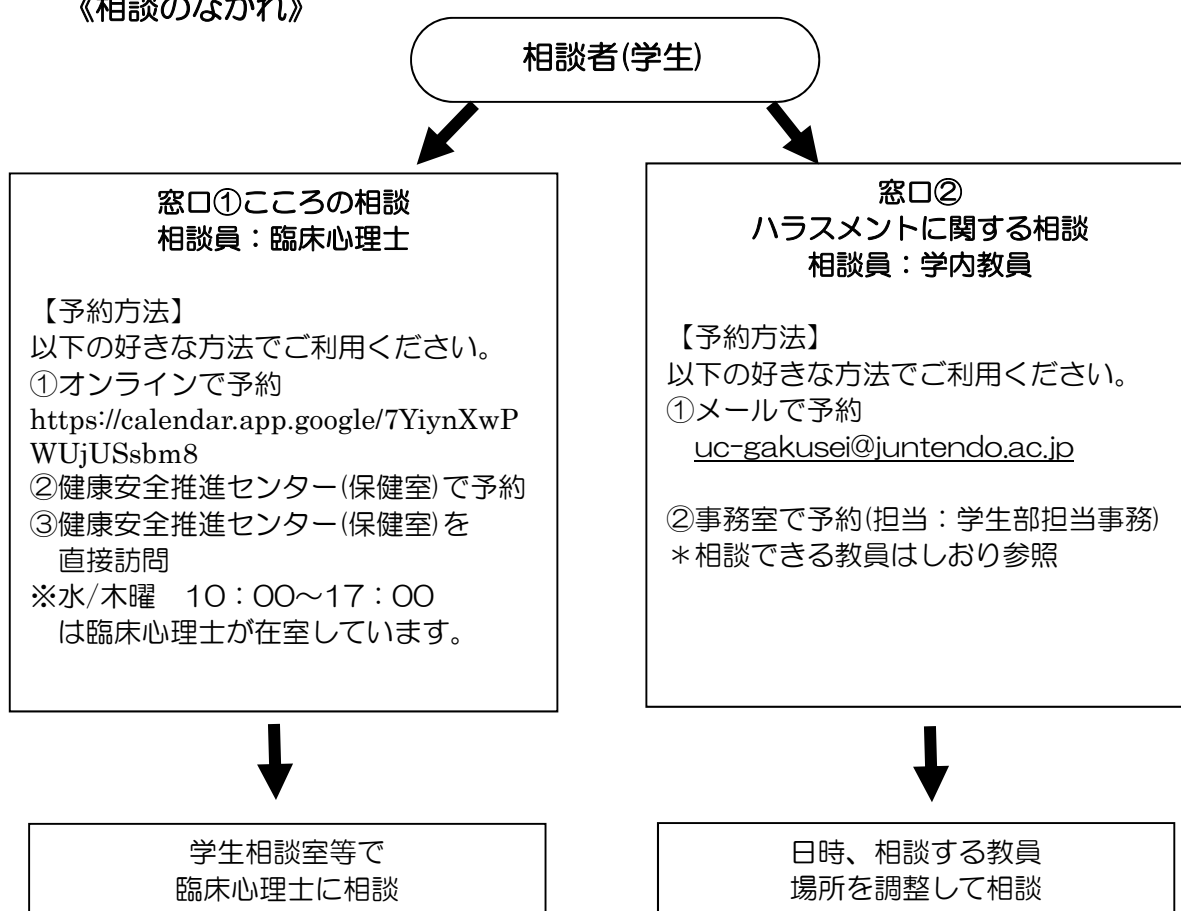 《相談のながれ》
相談者(学生)
窓口①こころの相談
相談員：臨床心理士
【予約方法】
以下の好きな方法でご利用ください。
①オンラインで予約
https://calendar.app.google/7YiynXwP
WUjUSsbm8
②健康安全推進センター(保健室)で予約
③健康安全推進センター(保健室)を
直接訪問
※水/木曜　10：00～17：00
は臨床心理士が在室しています。
学生相談室等で
臨床心理士に相談
窓口②
ハラスメントに関する相談
相談員：学内教員
【予約方法】
以下の好きな方法でご利用ください。
①メールで予約
uc-gakusei@juntendo.ac.jp
②事務室で予約(担当：学生部担当事務)
＊相談できる教員はしおり参照
日時、相談する教員
場所を調整して相談